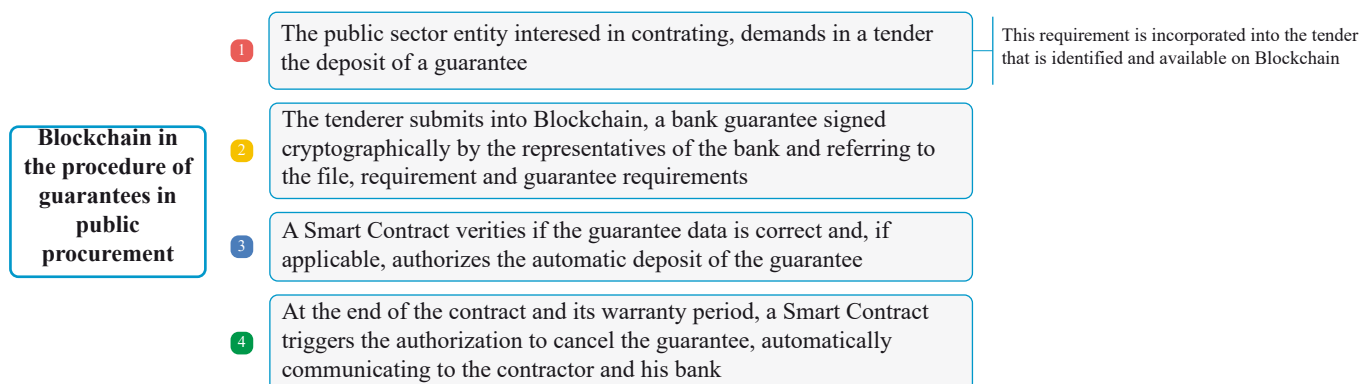 Blockchain in
the procedure of
guarantees in
public
procurement
1
The public sector entity interesed in contrating, demands in a tender
the deposit of a guarantee
This requirement is incorporated into the tender
that is identified and available on Blockchain
2
The tenderer submits into Blockchain, a bank guarantee signed
cryptographically by the representatives of the bank and referring to
the file, requirement and guarantee requirements
3
A Smart Contract verities if the guarantee data is correct and, if
applicable, authorizes the automatic deposit of the guarantee
4
At the end of the contract and its warranty period, a Smart Contract
triggers the authorization to cancel the guarantee, automatically
communicating to the contractor and his bank